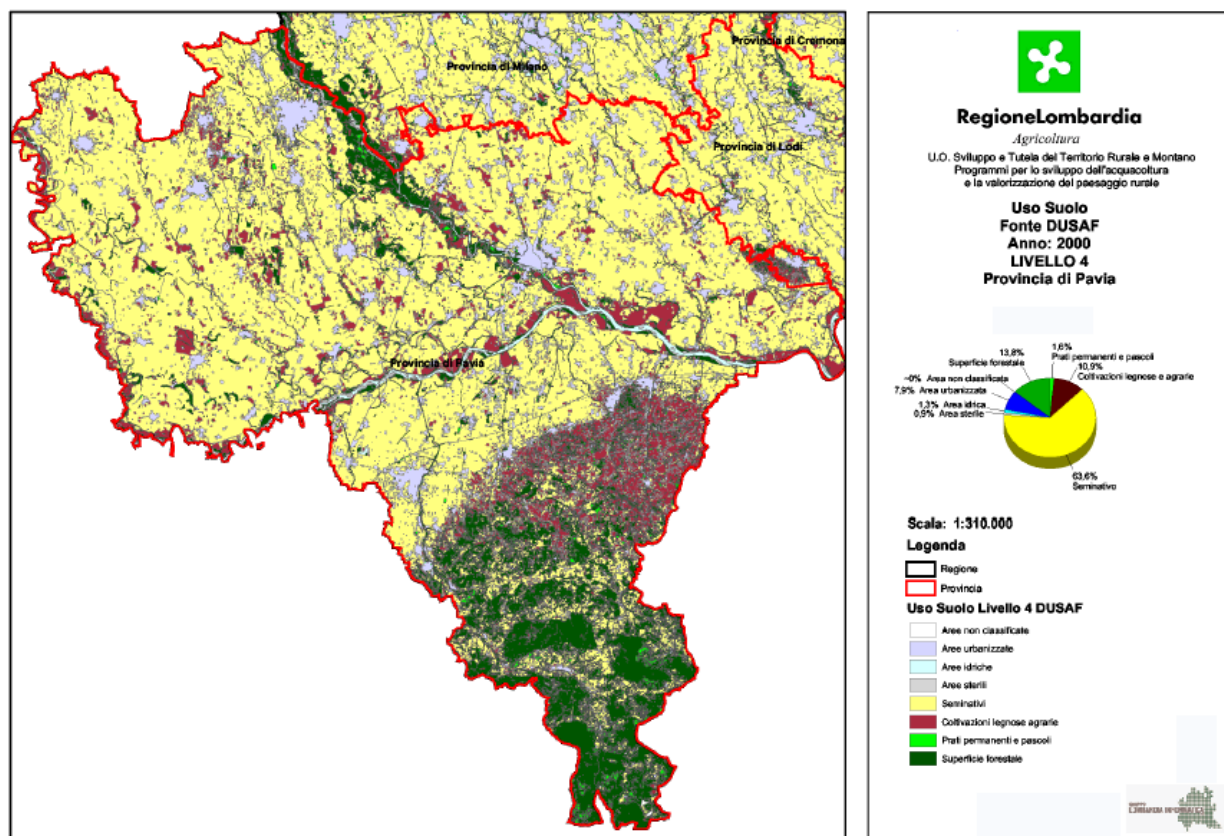 Provincia di Cremona
Provincia di Milano
Provincia di Lodi
Provincia di Pavia
RegioneLombardia
Agricoltura
U.O. Sviluppo e Tutela del Territorio Rurale e Montano
Programmi per lo sviluppo dell'acquacoltura
e la valorizzazione del paesaggio rurale
Uso Suolo
Fonte DUSAF
Anno: 2000
LIVELLO 4
Provincia di Pavia
13,8%
Superficie forestale
1,6%
Prati permanenti e pascoli
10,9%
Coltivazioni legnose e agrarie
~0% Area non classificata
7,9% Area urbanizzata
1,3% Area idrica
0,9% Area sterile
63,6%
Seminativo
Scala: 1:310.000
Legenda
Regione
Provincia
Uso Suolo Livello 4 DUSAF
Aree non classificate
Aree urbanizzate
Aree idriche
Aree sterili
Seminativi
Coltivazioni legnose agrarie
Prati permanenti e pascoli
Superficie forestale
LOMBARDIA INFORMATICA